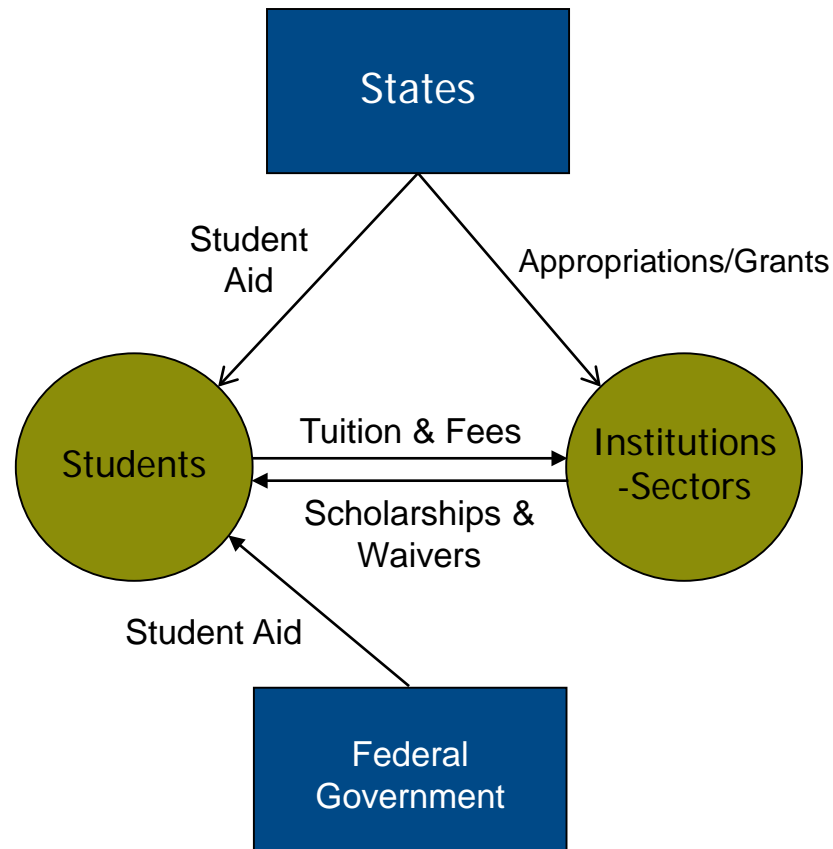 States
Student
Aid
Appropriations/Grants
Students
Tuition & Fees
Scholarships &
Waivers
Institutions
-Sectors
Student Aid
Federal
Government